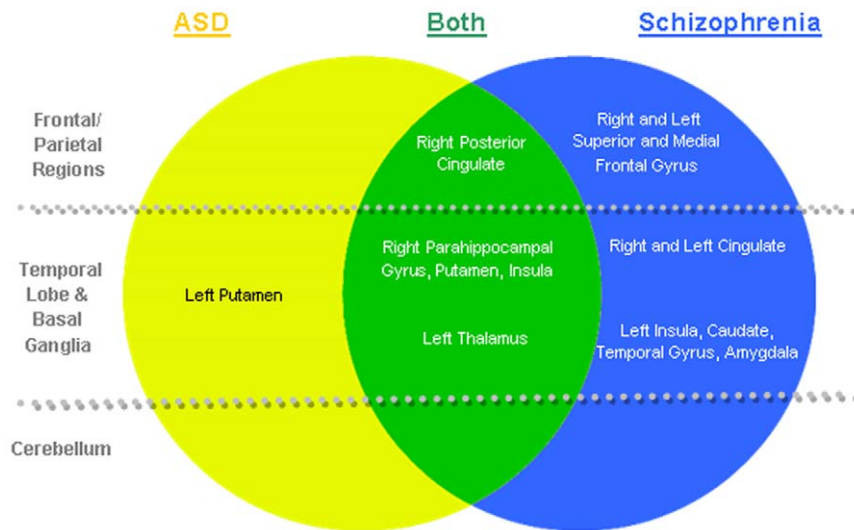 ASD
Both
Schizophrenia
Frontal/
Parietal
Regions
Right Posterior
Cingulate
Right and Left
Superior and Medial
Frontal Gyrus
Temporal
Lobe &
Basal
Ganglia
Left Putamen
Right Parahippocampal
Gyrus, Putamen, Insula
Left Thalamus
Right and Left Cingulate
Left Insula, Caudate,
Temporal Gyrus, Amygdala
Cerebellum